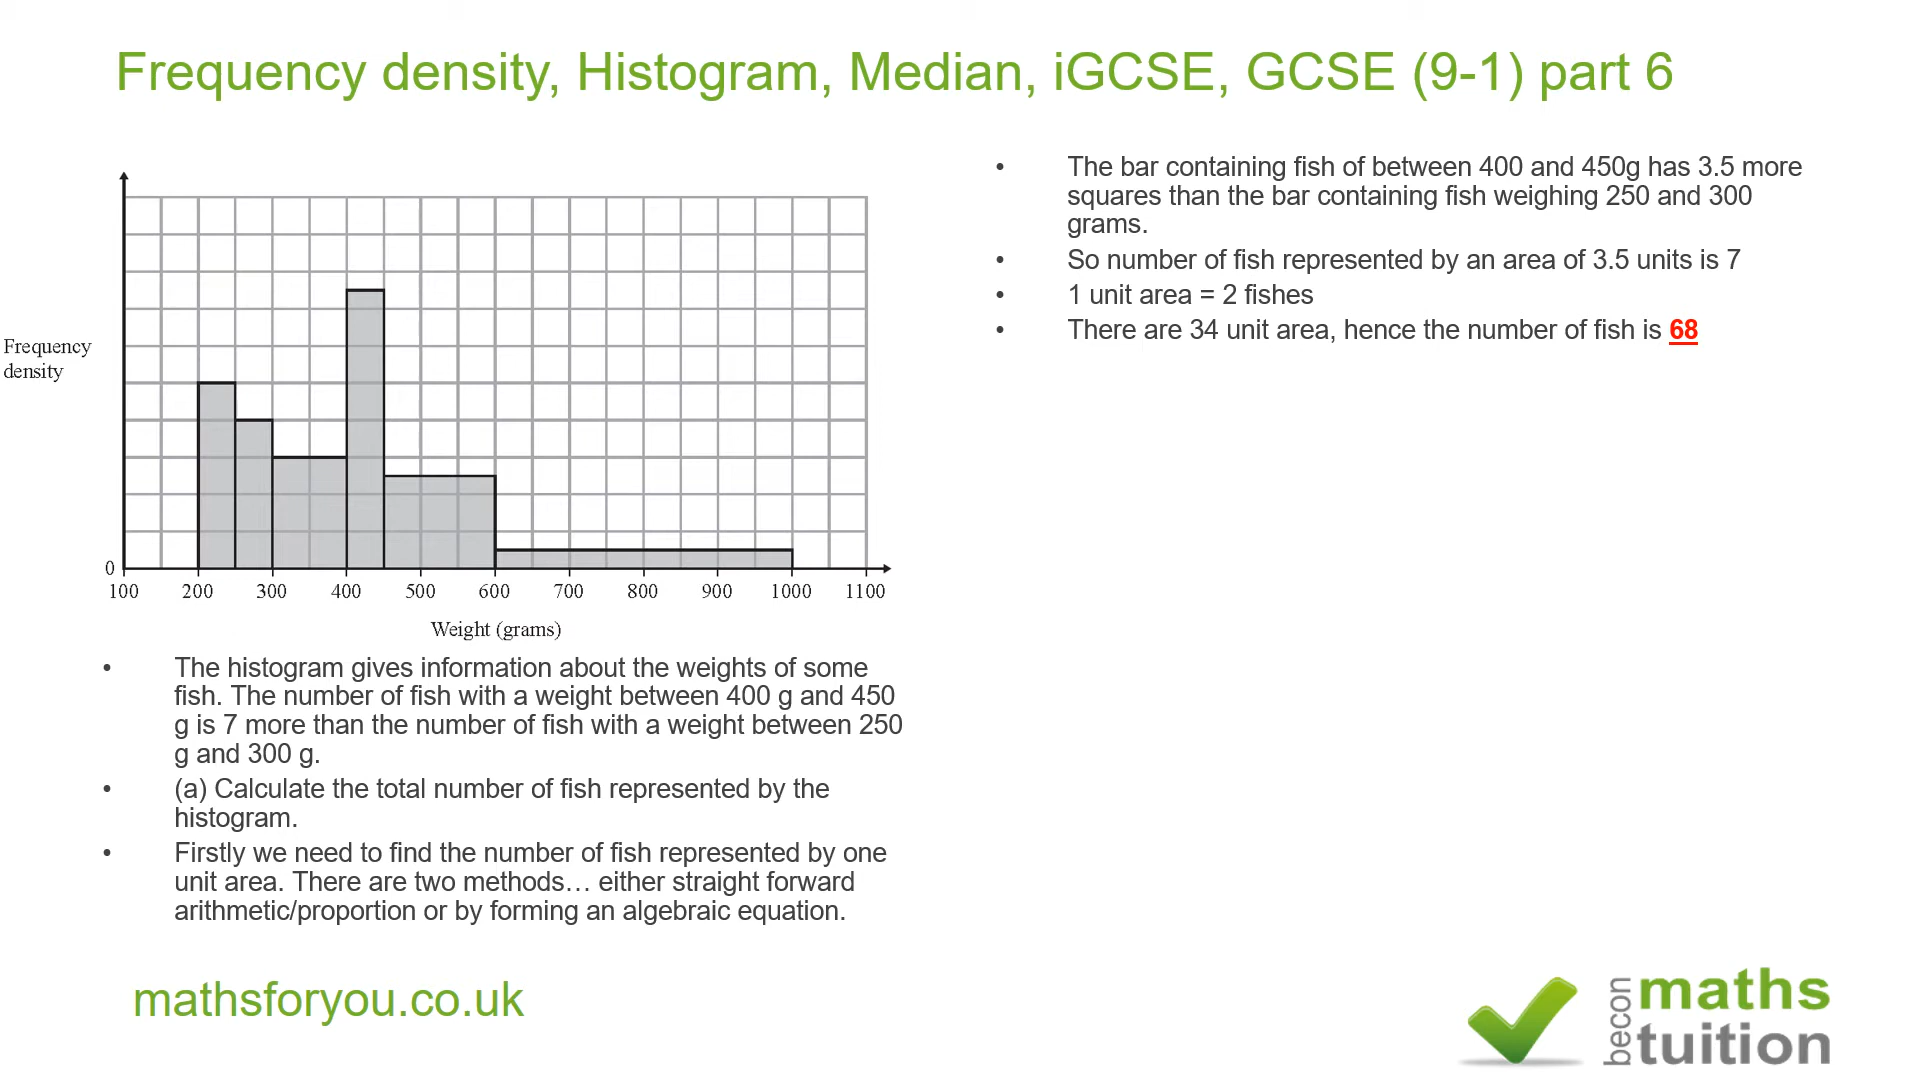 Frequency density, Histogram, Median, iGCSE, GCSE (9-1) part 6
Frequency
density
0
100 200 300 400 500 600 700 800 900 1000 1100
Weight (grams)
• The histogram gives information about the weights of some
fish. The number of fish with a weight between 400 g and 450
g is 7 more than the number of fish with a weight between 250
g and 300 g.
• (a) Calculate the total number of fish represented by the
histogram.
• Firstly we need to find the number of fish represented by one
unit area. There are two methods… either straight forward
arithmetic/proportion or by forming an algebraic equation.
• The bar containing fish of between 400 and 450g has 3.5 more
squares than the bar containing fish weighing 250 and 300
grams.
• So number of fish represented by an area of 3.5 units is 7
• 1 unit area = 2 fishes
• There are 34 unit area, hence the number of fish is 68
mathsforyou.co.uk
becon
maths
tuition